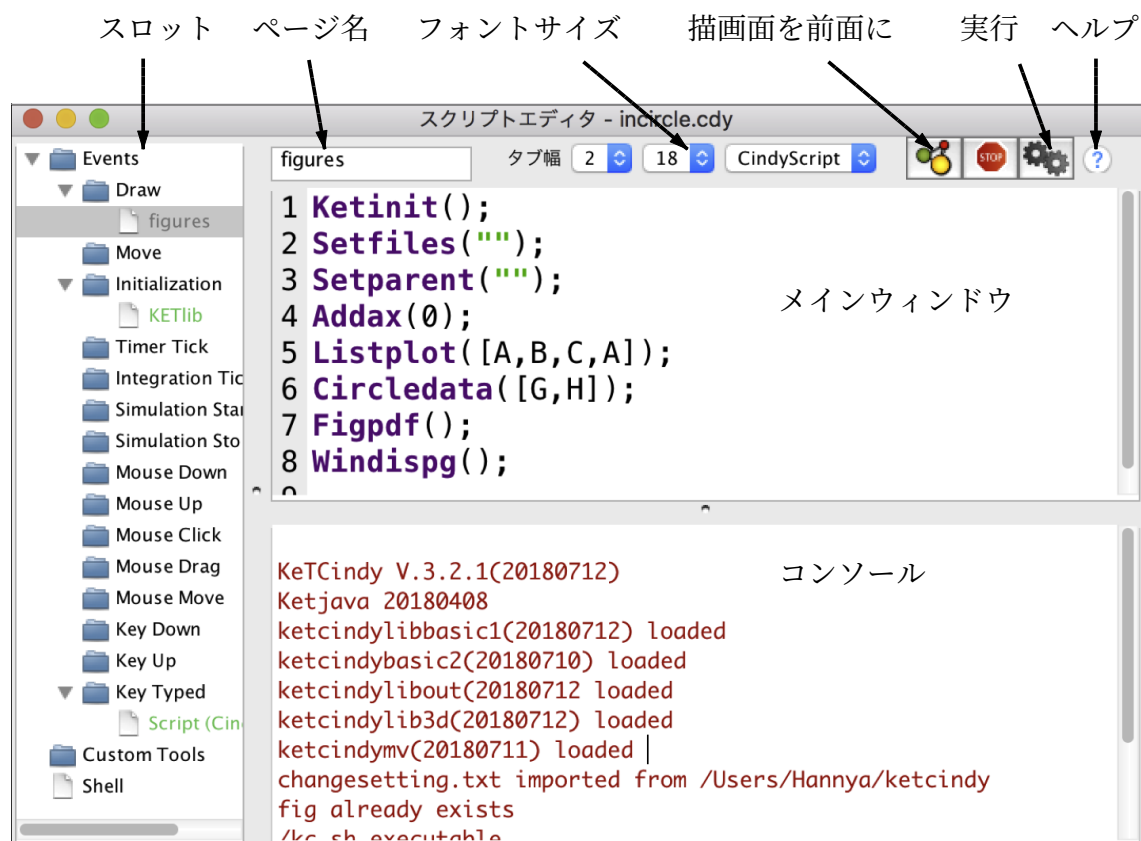 スロット ページ名 フォントサイズ 描画面を前面に 実行 ヘルプ
スクリプトエディタ - incircle.cdy
figures タブ幅 2 18 CindyScript STOP ?
Events
Draw
figures
Move
Initialization
KETlib
Timer Tick
Integration Tic
Simulation Star
Simulation Sto
Mouse Down
Mouse Up
Mouse Click
Mouse Drag
Mouse Move
Key Down
Key Up
Key Typed
Script (Cin
Custom Tools
Shell
1 Ketinit();
2 Setfiles("");
3 Setparent("");
4 Addax(0);
5 Listplot([A,B,C,A]);
6 Circledata([G,H]);
7 Figpdf();
8 Windispg();
9
メインウィンドウ
KeTCindy V.3.2.1(20180712)
Ketjava 20180408
ketcindylibbasic1(20180712) loaded
ketcindybasic2(20180710) loaded
ketcindylibout(20180712 loaded
ketcindylib3d(20180712) loaded
ketcindymv(20180711) loaded
changesetting.txt imported from /Users/Hannya/ketcindy
fig already exists
/kc.sh executable
コンソール